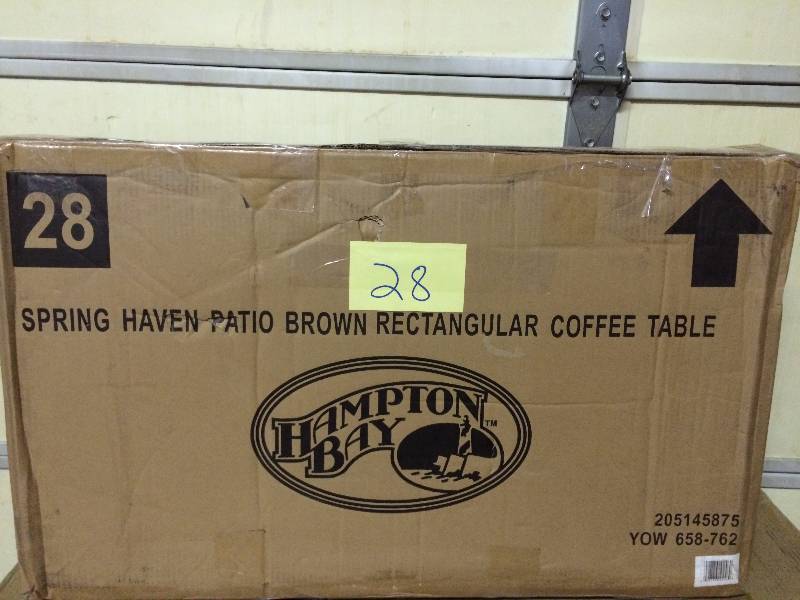 28
28
SPRING HAVEN PATIO BROWN RECTANGULAR COFFEE TABLE
HAMPTON
BAY
TM
205145875
YOW 658-762